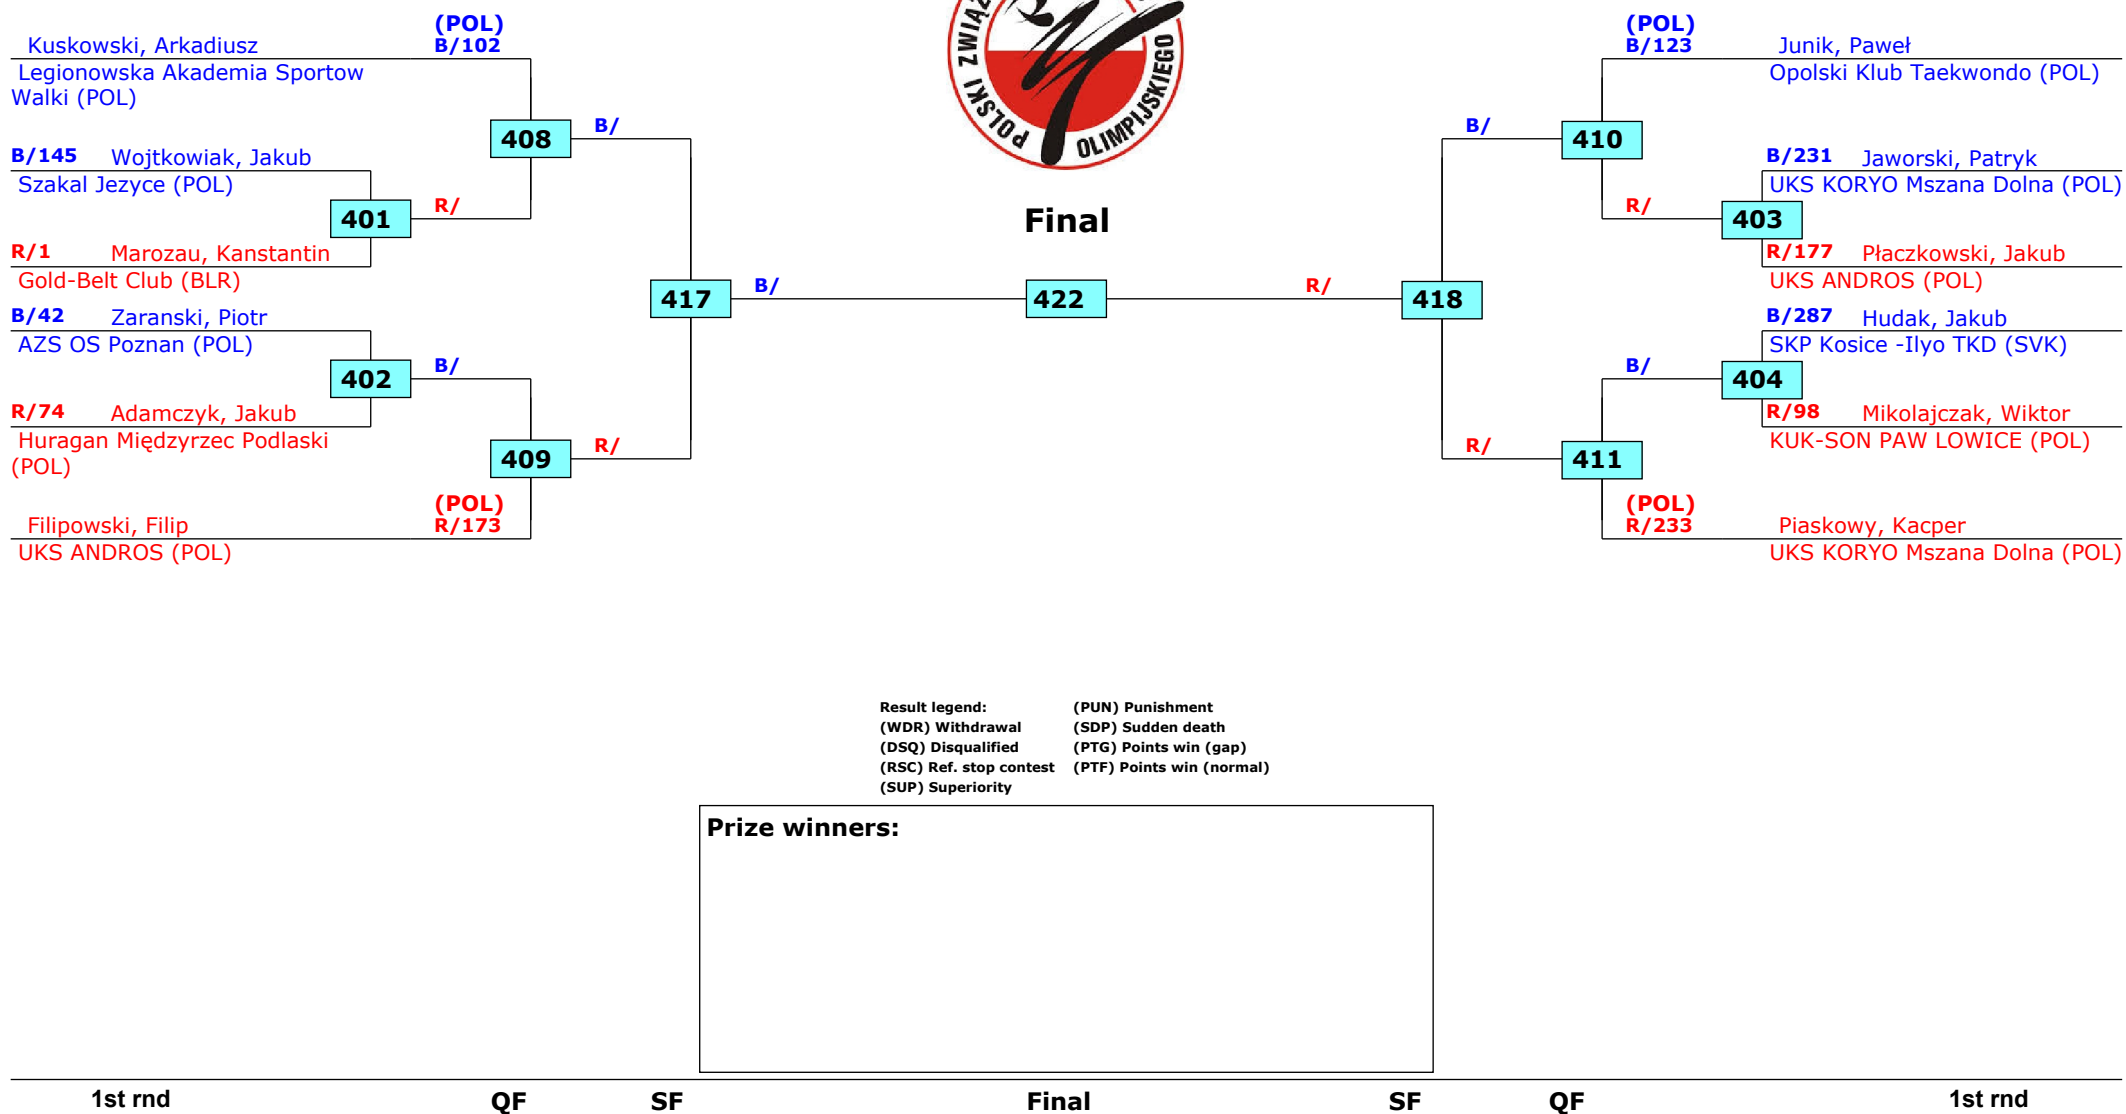 POLSKI ZWIĄZ
OLIMPIJSKIEGO
Final
(POL)
Kuskowski, Arkadiusz B/102
Legionowska Akademia Sportow
Walki (POL)
408
B/
B/145 Wojtkowiak, Jakub
Szakal Jezyce (POL)
401
R/
R/1 Marozau, Kanstantin
Gold-Belt Club (BLR)
417
B/
B/42 Zaranski, Piotr
AZS OS Poznan (POL)
402
B/
R/74 Adamczyk, Jakub
Huragan Międzyrzec Podlaski
(POL)
409
R/
(POL)
Filipowski, Filip R/173
UKS ANDROS (POL)
422
(POL)
B/123 Junik, Paweł
Opolski Klub Taekwondo (POL)
B/
410
B/231 Jaworski, Patryk
UKS KORYO Mszana Dolna (POL)
R/
403
R/177 Płaczkowski, Jakub
UKS ANDROS (POL)
R/
418
B/287 Hudak, Jakub
SKP Kosice -Ilyo TKD (SVK)
B/
404
R/98 Mikolajczak, Wiktor
KUK-SON PAW LOWICE (POL)
R/
411
(POL)
R/233 Piaskowy, Kacper
UKS KORYO Mszana Dolna (POL)
Result legend: (PUN) Punishment
(WDR) Withdrawal (SDP) Sudden death
(DSQ) Disqualified (PTG) Points win (gap)
(RSC) Ref. stop contest (PTF) Points win (normal)
(SUP) Superiority
Prize winners:
1st rnd QF SF Final SF QF 1st rnd